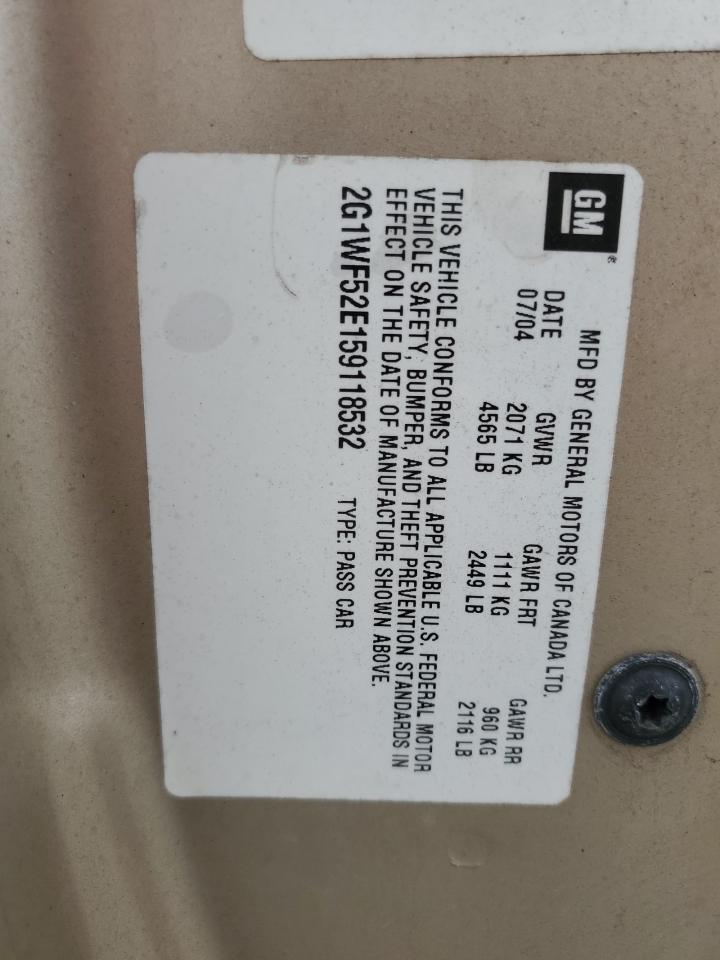 GM®
MFD BY GENERAL MOTORS OF CANADA LTD.
DATE GVWR GAWR FRT GAWR RR
07/04 2071 KG 1111 KG 960 KG
4565 LB 2449 LB 2116 LB
THIS VEHICLE CONFORMS TO ALL APPLICABLE U.S. FEDERAL MOTOR
VEHICLE SAFETY, BUMPER, AND THEFT PREVENTION STANDARDS IN
EFFECT ON THE DATE OF MANUFACTURE SHOWN ABOVE.
2G1WF52E159118532 TYPE: PASS CAR